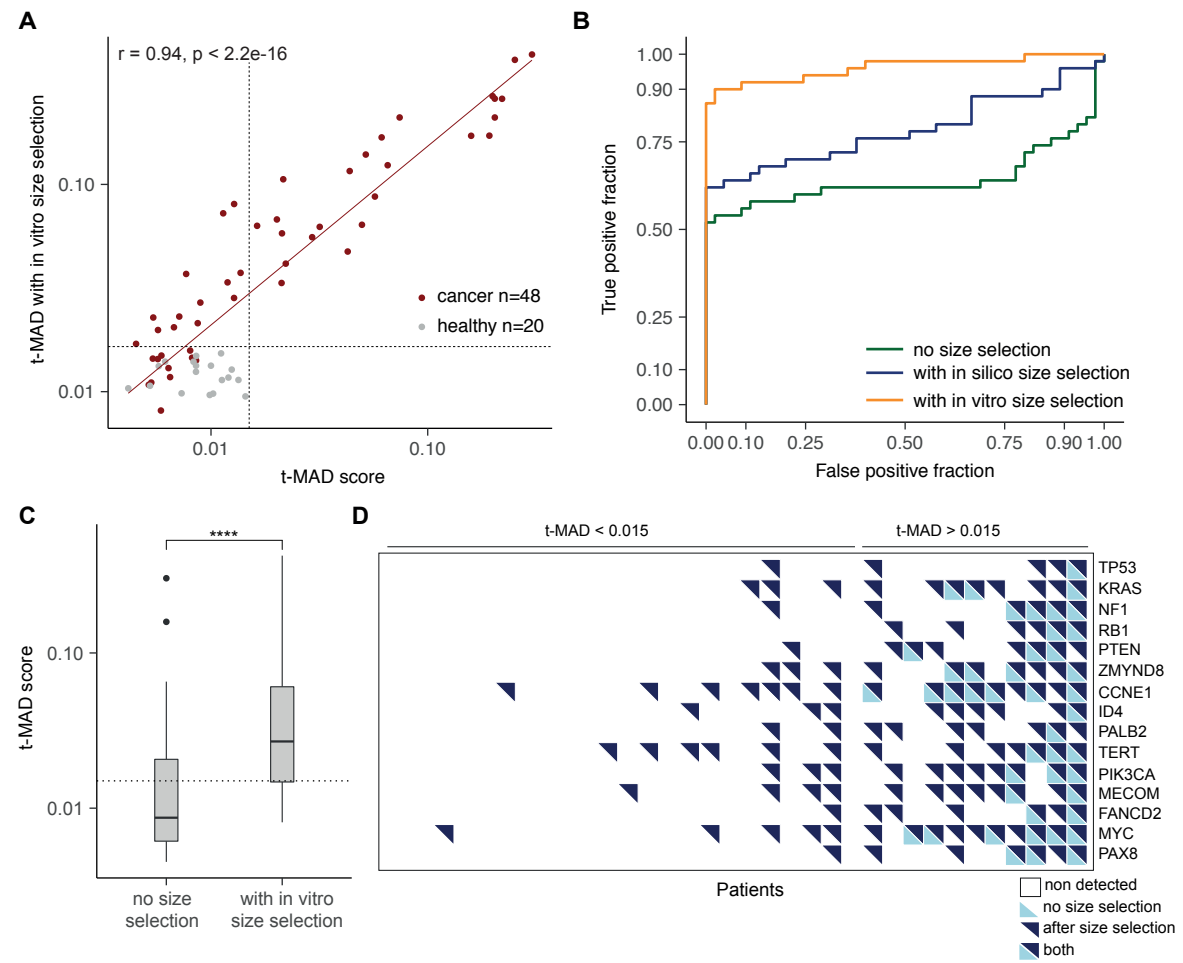 A
r = 0.94, p < 2.2e-16
t-MAD with in vitro size selection
0.10
0.01
cancer n=48
healthy n=20
0.01 0.10
t-MAD score
B
True positive fraction
1.00
0.90
0.75
0.50
0.25
0.10
0.00
no size selection
with in silico size selection
with in vitro size selection
0.00 0.10 0.25 0.50 0.75 0.90 1.00
False positive fraction
C
****
t-MAD score
0.10
0.01
no size
selection
with in vitro
size selection
D
t-MAD < 0.015
t-MAD > 0.015
TP53
KRAS
NF1
RB1
PTEN
ZMYND8
CCNE1
ID4
PALB2
TERT
PIK3CA
MECOM
FANCD2
MYC
PAX8
Patients
non detected
no size selection
after size selection
both